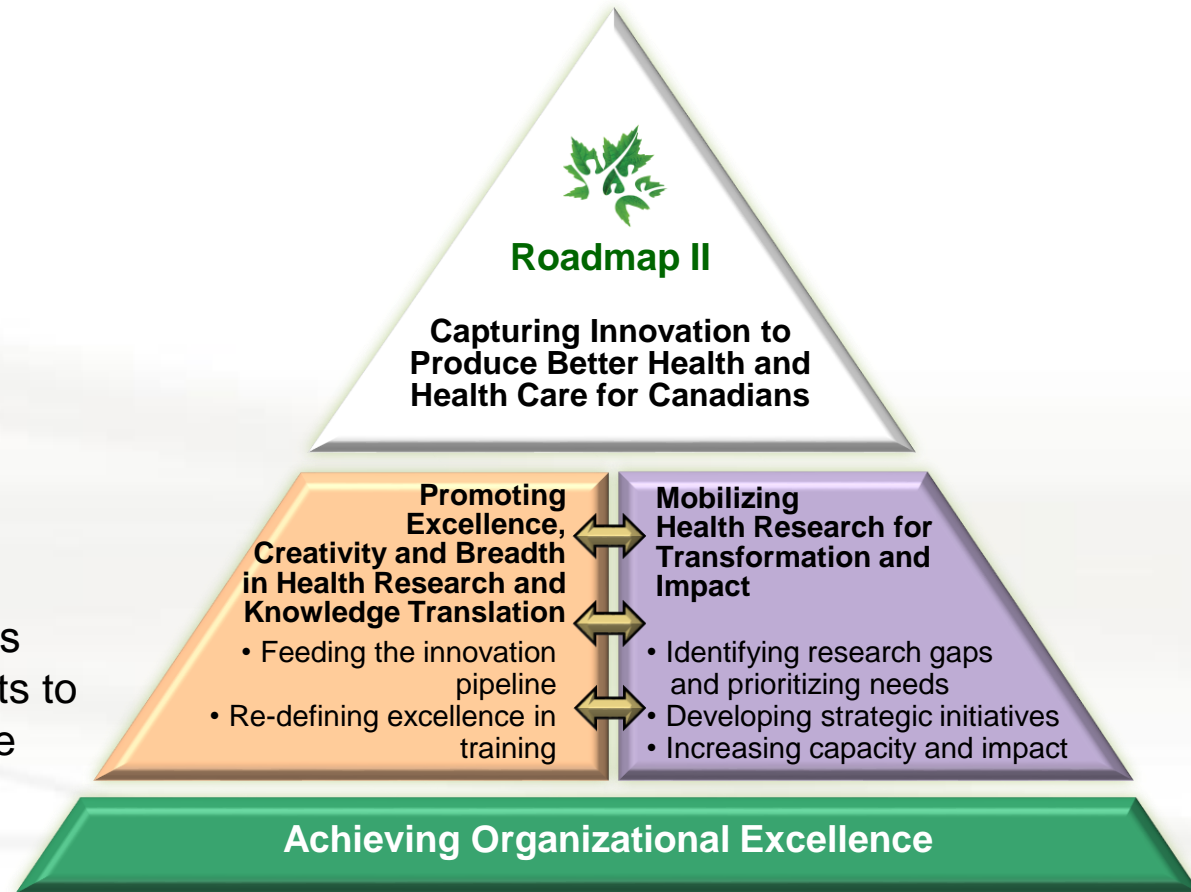 Roadmap II
Capturing Innovation to
Produce Better Health and
Health Care for Canadians
Promoting
Excellence,
Creativity and Breadth
in Health Research and
Knowledge Translation
• Feeding the innovation
pipeline
• Re-defining excellence in
training
Mobilizing
Health Research for
Transformation and
Impact
• Identifying research gaps
and prioritizing needs
• Developing strategic initiatives
• Increasing capacity and impact
Achieving Organizational Excellence
to